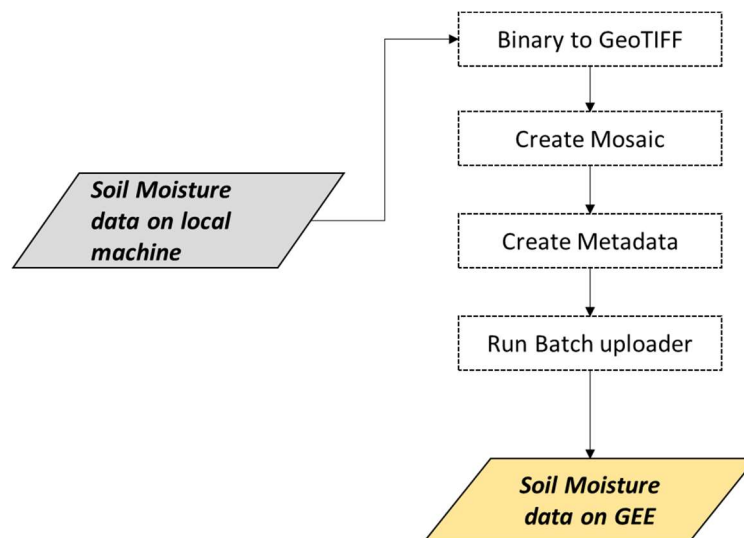 Binary to GeoTIFF
Create Mosaic
Soil Moisture
data on local
machine
Create Metadata
Run Batch uploader
Soil Moisture
data on GEE